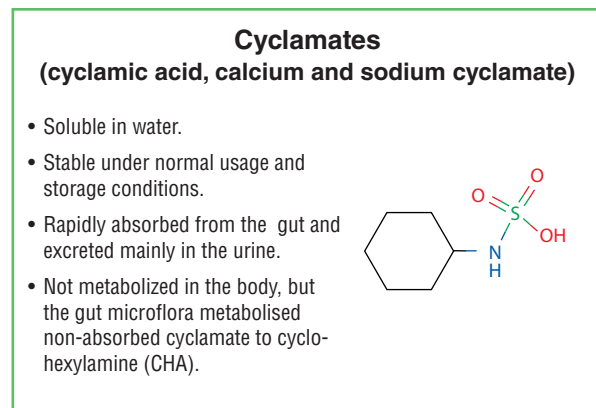 Cyclamates
(cyclamic acid, calcium and sodium cyclamate)
• Soluble in water.
• Stable under normal usage and
storage conditions.
• Rapidly absorbed from the gut and
excreted mainly in the urine.
• Not metabolized in the body, but
the gut microflora metabolised
non-absorbed cyclamate to cyclo-
hexylamine (CHA).
O
O
S
OH
N
H